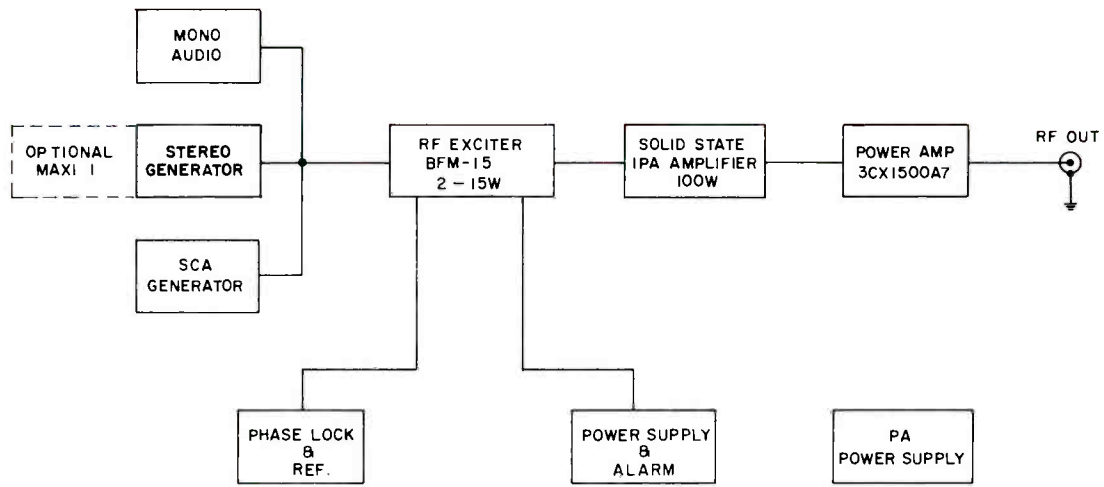 MONO
AUDIO
OPTIONAL
MAXI 1
STEREO
GENERATOR
SCA
GENERATOR
RF EXCITER
BFM-15
2 - 15W
SOLID STATE
IPA AMPLIFIER
100W
POWER AMP
3CX1500A7
RF OUT
PHASE LOCK
&
REF.
POWER SUPPLY
&
ALARM
PA
POWER SUPPLY